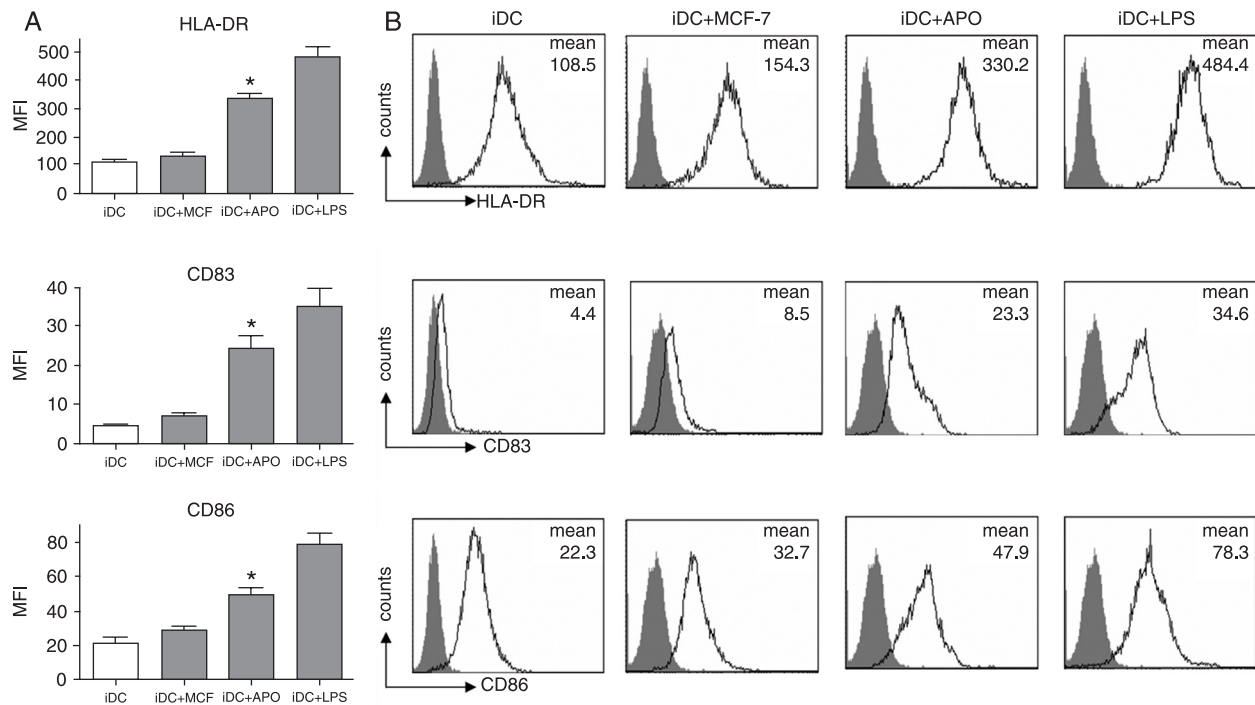 A
HLA-DR
MFI
500
400
300
200
100
0
*
iDC
iDC+MCF
iDC+APO
iDC+LPS
CD83
MFI
40
30
20
10
0
*
iDC
iDC+MCF
iDC+APO
iDC+LPS
CD86
MFI
80
60
40
20
0
*
iDC
iDC+MCF
iDC+APO
iDC+LPS
B
iDC
iDC+MCF-7
iDC+APO
iDC+LPS
mean
108.5
mean
154.3
mean
330.2
mean
484.4
counts
HLA-DR
mean
4.4
mean
8.5
mean
23.3
mean
34.6
counts
CD83
mean
22.3
mean
32.7
mean
47.9
mean
78.3
counts
CD86